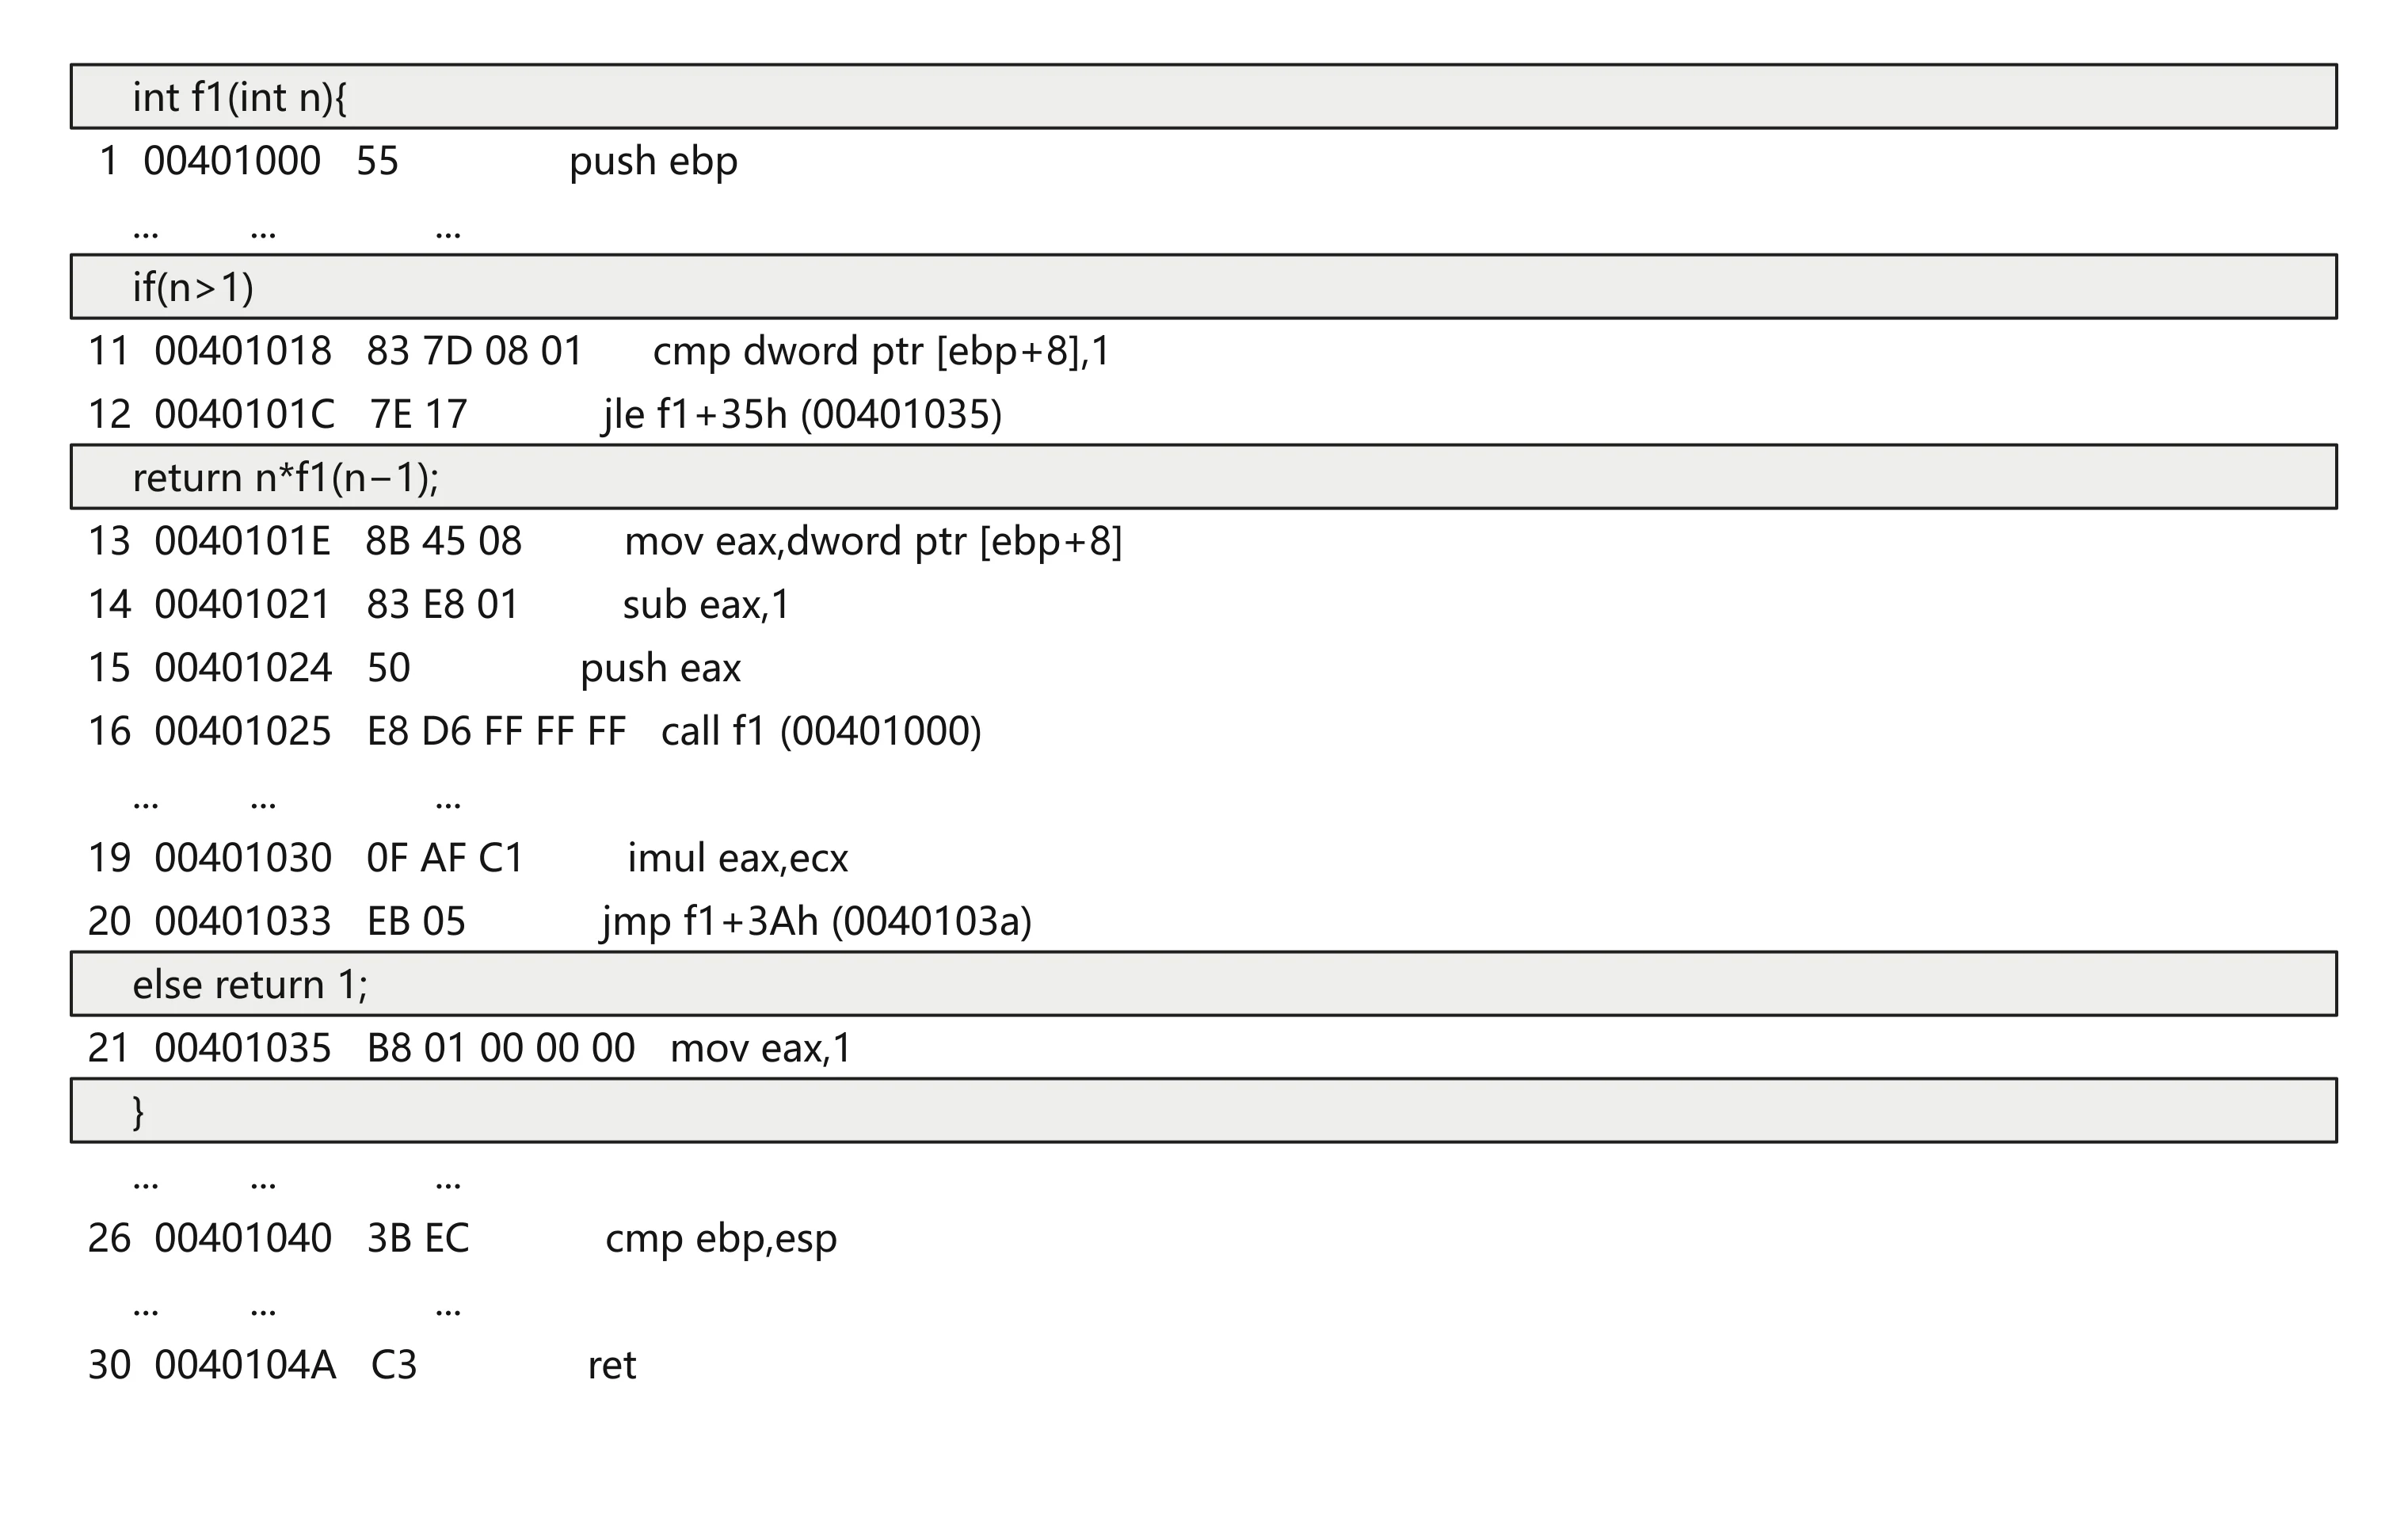 int f1(int n){
1 00401000 55 push ebp
... ... ...
if(n>1)
11 00401018 83 7D 08 01 cmp dword ptr [ebp+8],1
12 0040101C 7E 17 jle f1+35h (00401035)
return n*f1(n−1);
13 0040101E 8B 45 08 mov eax,dword ptr [ebp+8]
14 00401021 83 E8 01 sub eax,1
15 00401024 50 push eax
16 00401025 E8 D6 FF FF FF call f1 (00401000)
... ... ...
19 00401030 0F AF C1 imul eax,ecx
20 00401033 EB 05 jmp f1+3Ah (0040103a)
else return 1;
21 00401035 B8 01 00 00 00 mov eax,1
}
... ... ...
26 00401040 3B EC cmp ebp,esp
... ... ...
30 0040104A C3 ret